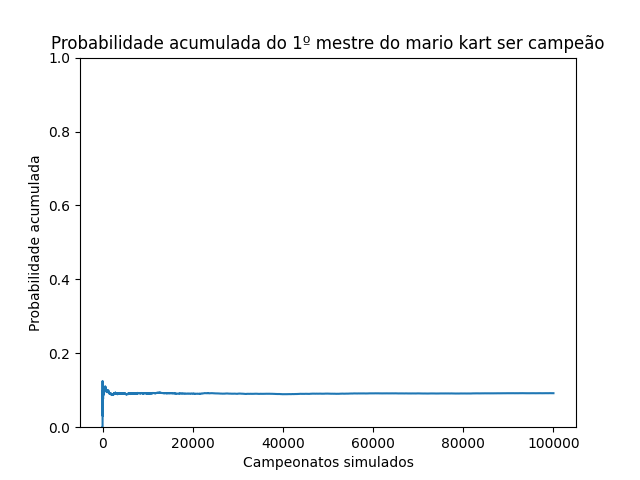 Probabilidade acumulada do 1º mestre do mario kart ser campeão
1.0
0.8
0.6
0.4
0.2
0.0
Probabilidade acumulada
0 20000 40000 60000 80000 100000
Campeonatos simulados